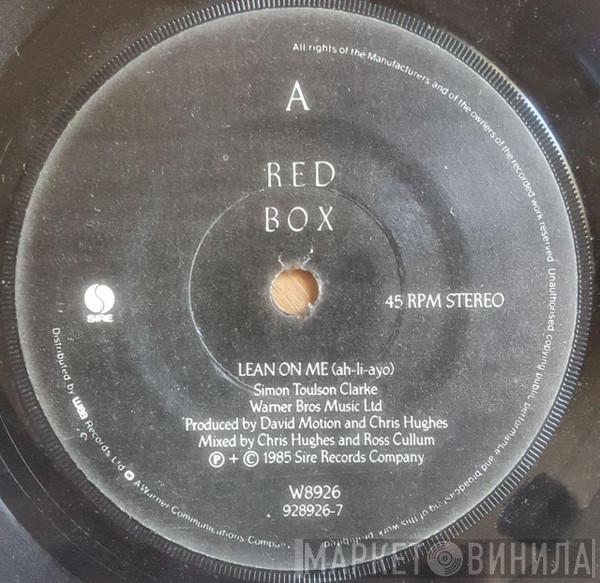 All rights of the Manufacturers and of the owners of the recorded work reserved. Unauthorised copying public performance and broadcasting of this work prohibited
A
RED
BOX
SIRE
45 RPM STEREO
LEAN ON ME (ah-li-ayo)
Simon Toulson Clarke
Warner Bros Music Ltd
Produced by David Motion and Chris Hughes
Mixed by Chris Hughes and Ross Cullum
℗ + © 1985 Sire Records Company
W8926
928926-7
Distributed by wea Records Ltd. A Warner Communications Company
МАРКЕТ ВИНИЛА